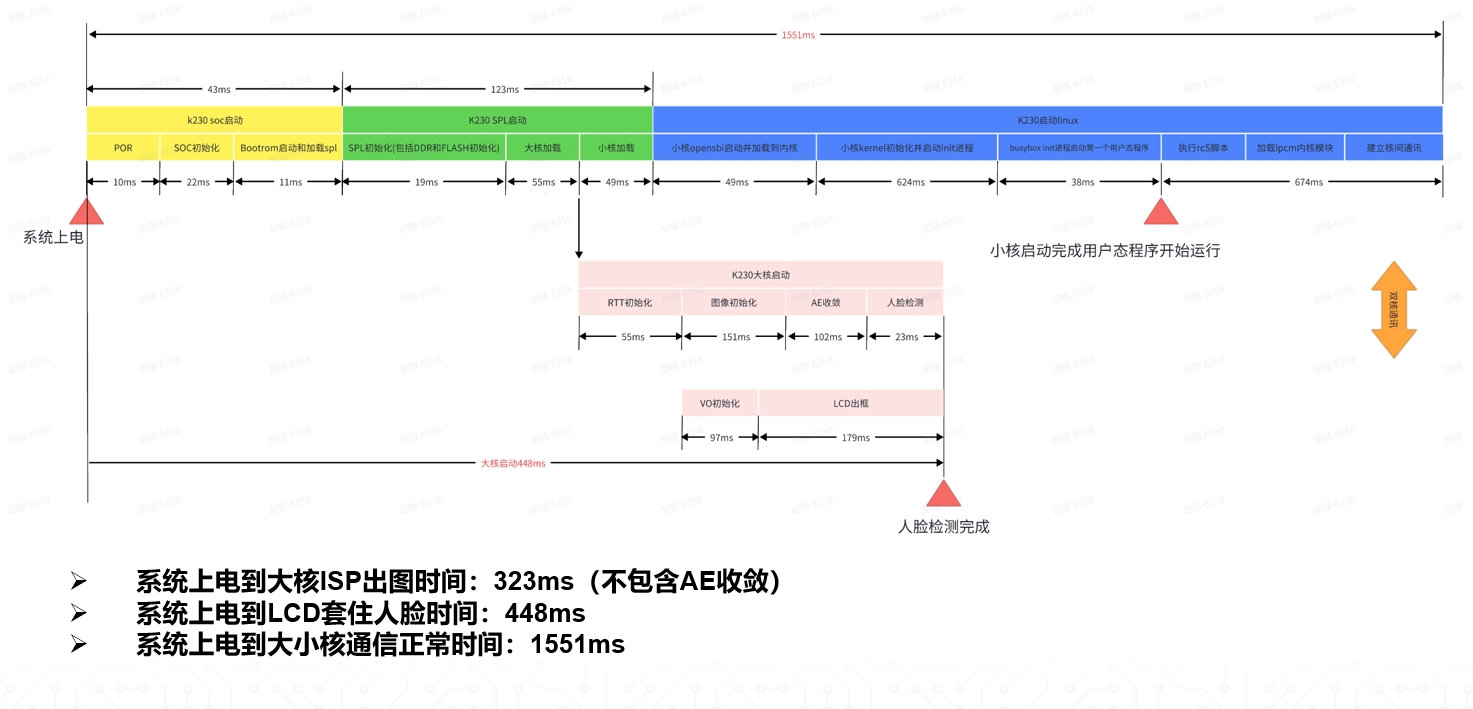 1551ms
43ms
123ms
k230 soc启动
K230 SPL启动
K230启动linux
POR
SOC初始化
Bootrom启动和加载spl
SPL初始化(包括DDR和FLASH初始化)
大核加载
小核加载
小核opensbi启动并加载到内核
小核kernel初始化并启动init进程
busybox init进程启动第一个用户态程序
执行rcS脚本
加载ipcm内核模块
建立核间通讯
10ms
22ms
11ms
19ms
55ms
49ms
49ms
624ms
38ms
674ms
系统上电
小核启动完成用户态程序开始运行
K230大核启动
RTT初始化
图像初始化
AE收敛
人脸检测
双核通讯
55ms
151ms
102ms
23ms
VO初始化
LCD出框
97ms
179ms
大核启动448ms
人脸检测完成
系统上电到大核ISP出图时间：323ms（不包含AE收敛）
系统上电到LCD套住人脸时间：448ms
系统上电到大小核通信正常时间：1551ms